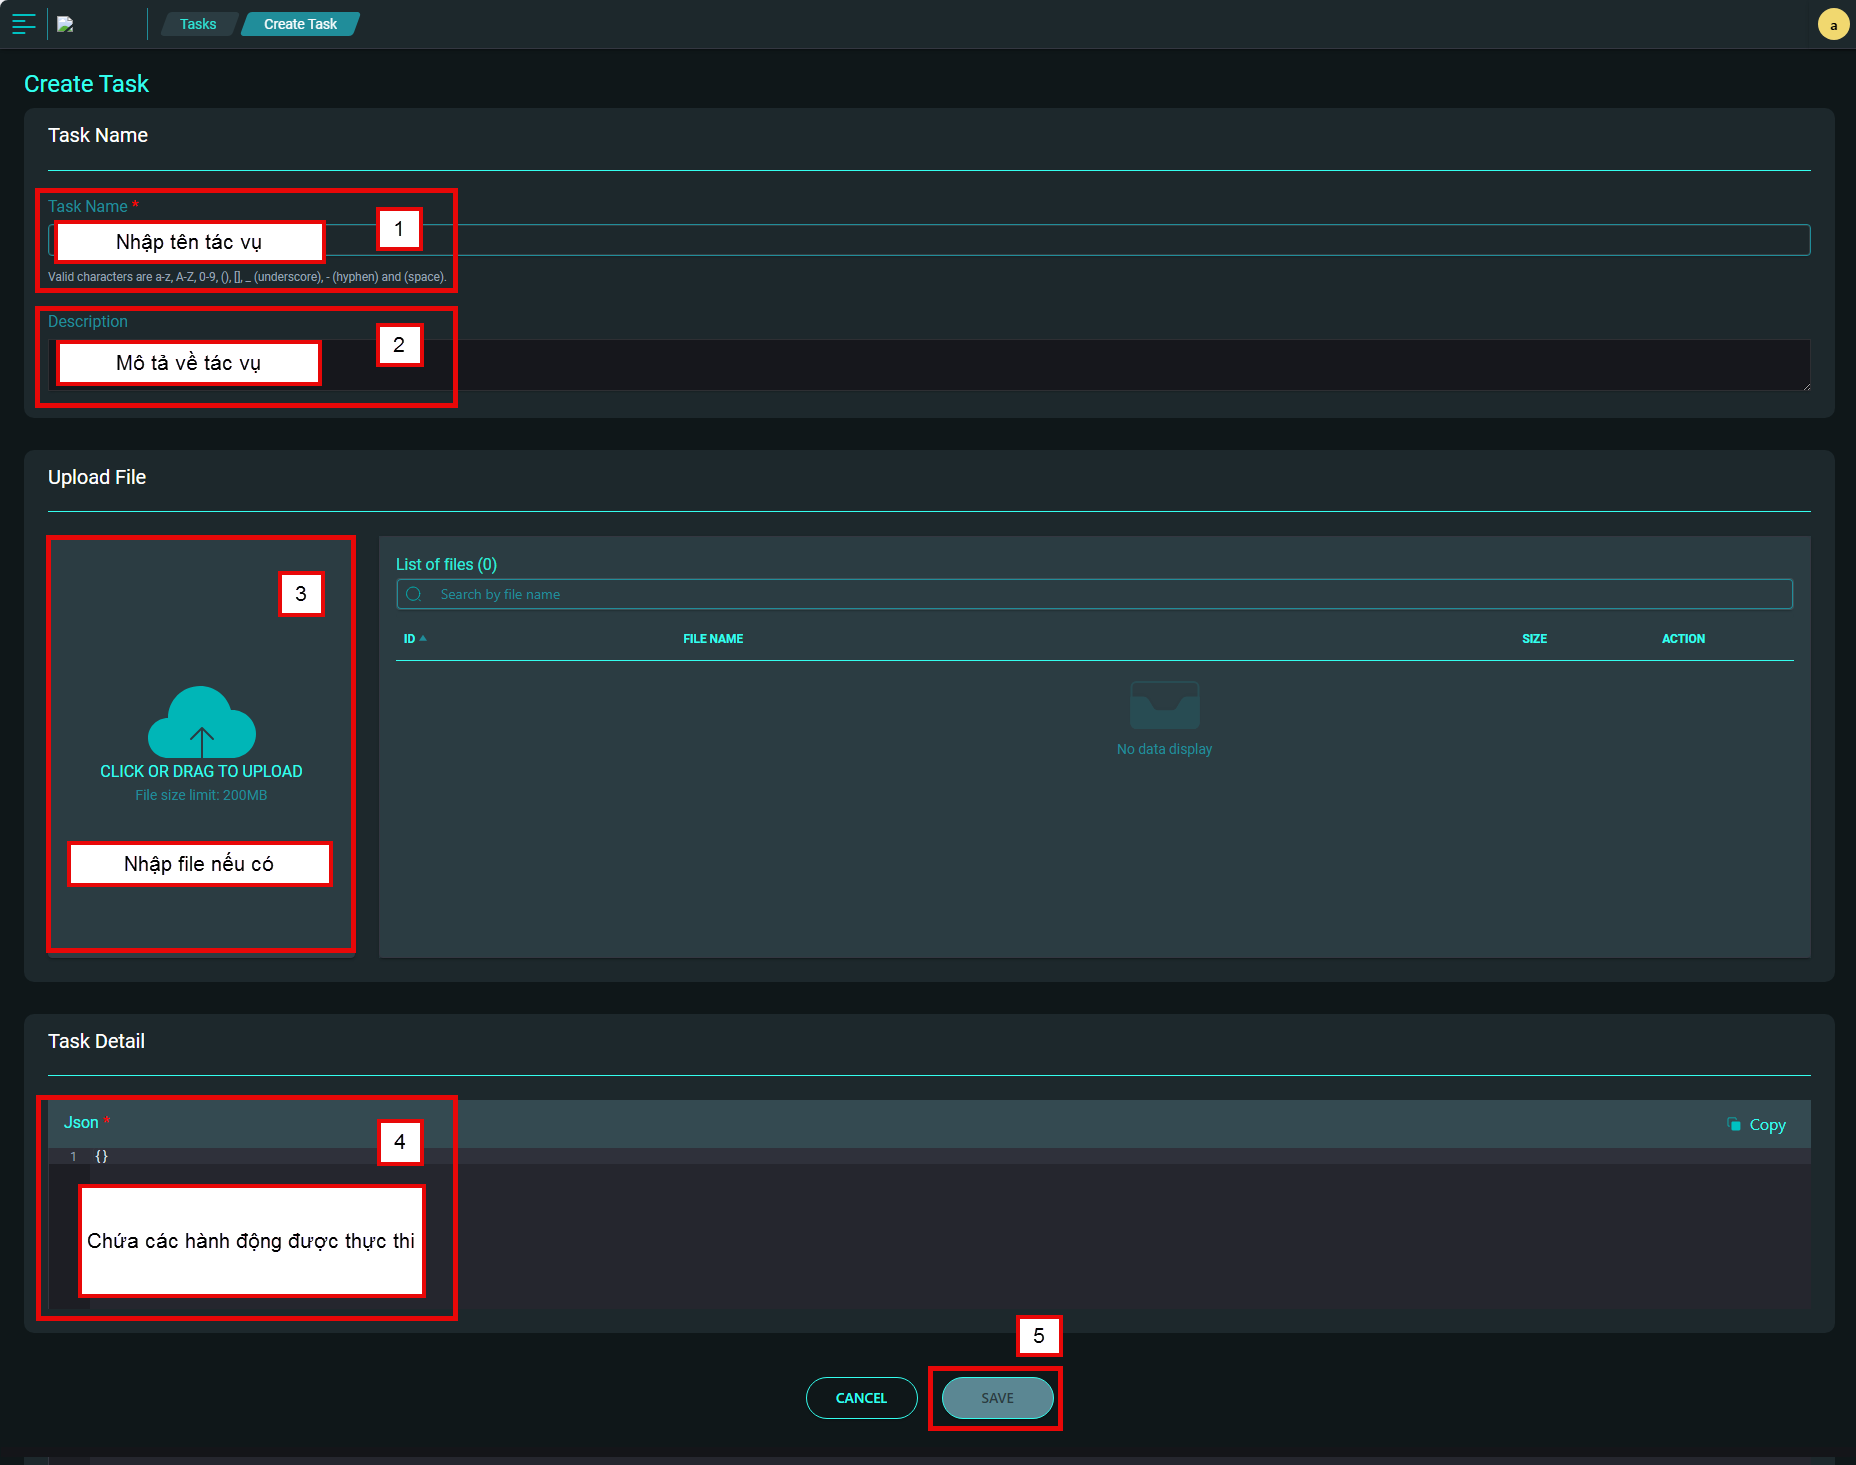 Tasks
Create Task
a
Create Task
Task Name
Task Name *
1
Nhập tên tác vụ
Valid characters are a-z, A-Z, 0-9, (), [], _ (underscore), - (hyphen) and (space).
Description
2
Mô tả về tác vụ
Upload File
3
CLICK OR DRAG TO UPLOAD
File size limit: 200MB
Nhập file nếu có
List of files (0)
Search by file name
ID FILE NAME SIZE ACTION
No data display
Task Detail
Json *
4
Copy
1 {}
Chứa các hành động được thực thi
5
CANCEL
SAVE